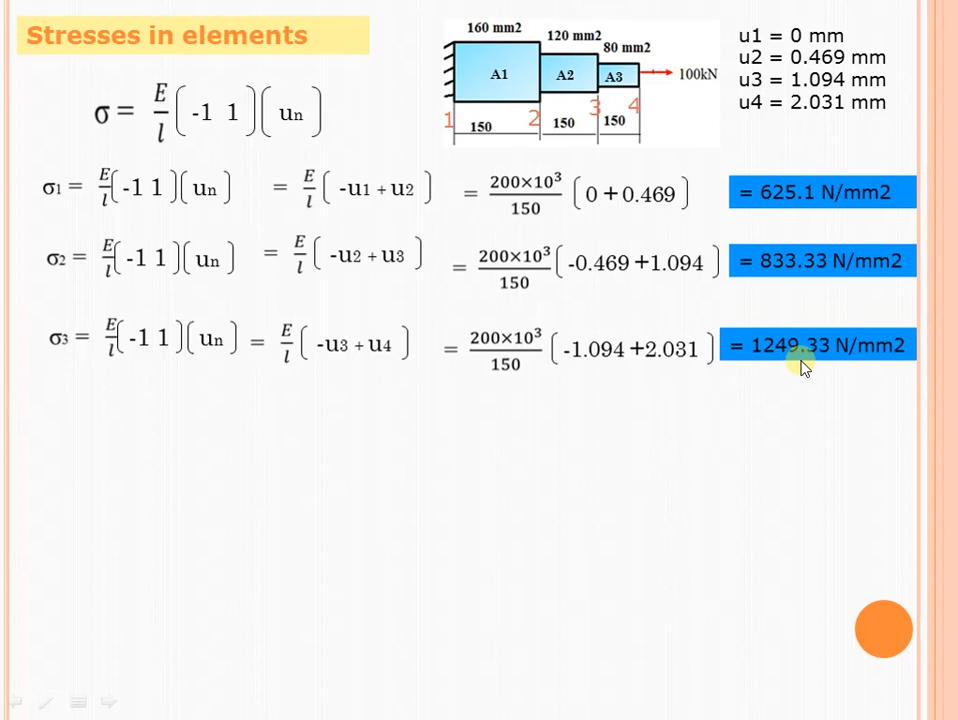 Stresses in elements
160 mm2
120 mm2
80 mm2
A1 A2 A3
100kN
1 2 3 4
150 150 150
u1 = 0 mm
u2 = 0.469 mm
u3 = 1.094 mm
u4 = 2.031 mm
σ = E/l (-1 1)(un)
σ1 = E/l (-1 1)(un) = E/l (-u1 + u2) = 200×10³/150 (0 + 0.469) = 625.1 N/mm2
σ2 = E/l (-1 1)(un) = E/l (-u2 + u3) = 200×10³/150 (-0.469 +1.094) = 833.33 N/mm2
σ3 = E/l (-1 1)(un) = E/l (-u3 + u4) = 200×10³/150 (-1.094 +2.031) = 1249.33 N/mm2